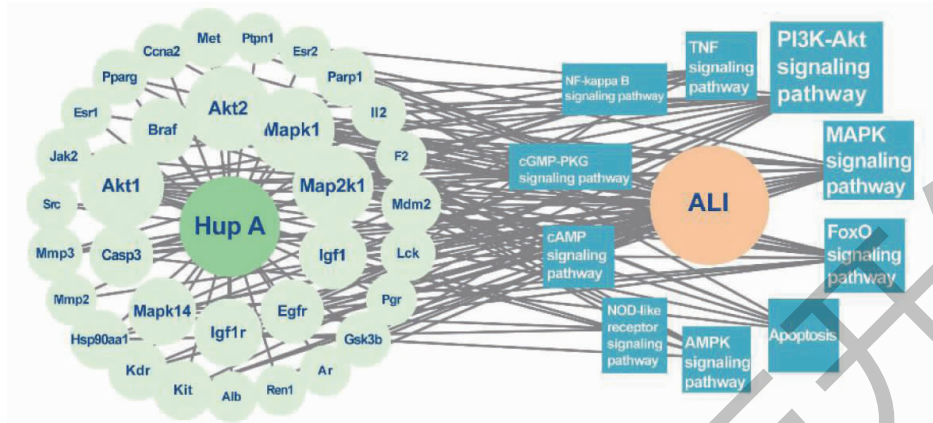 Met
Ptpn1
Ccna2
Esr2
Pparg
Parp1
Esr1
Akt2
Il2
Braf
Mapk1
Jak2
F2
Akt1
Map2k1
Src
Mdm2
Hup A
Mmp3
Casp3
Igf1
Lck
Mmp2
Mapk14
Egfr
Pgr
Igf1r
Hsp90aa1
Gsk3b
Kdr
Kit
Alb
Ren1
Ar
NF-kappa B
signaling pathway
TNF
signaling
pathway
PI3K-Akt
signaling
pathway
cGMP-PKG
signaling pathway
ALI
MAPK
signaling
pathway
cAMP
signaling
pathway
FoxO
signaling
pathway
NOD-like
receptor
signaling
pathway
AMPK
signaling
pathway
Apoptosis